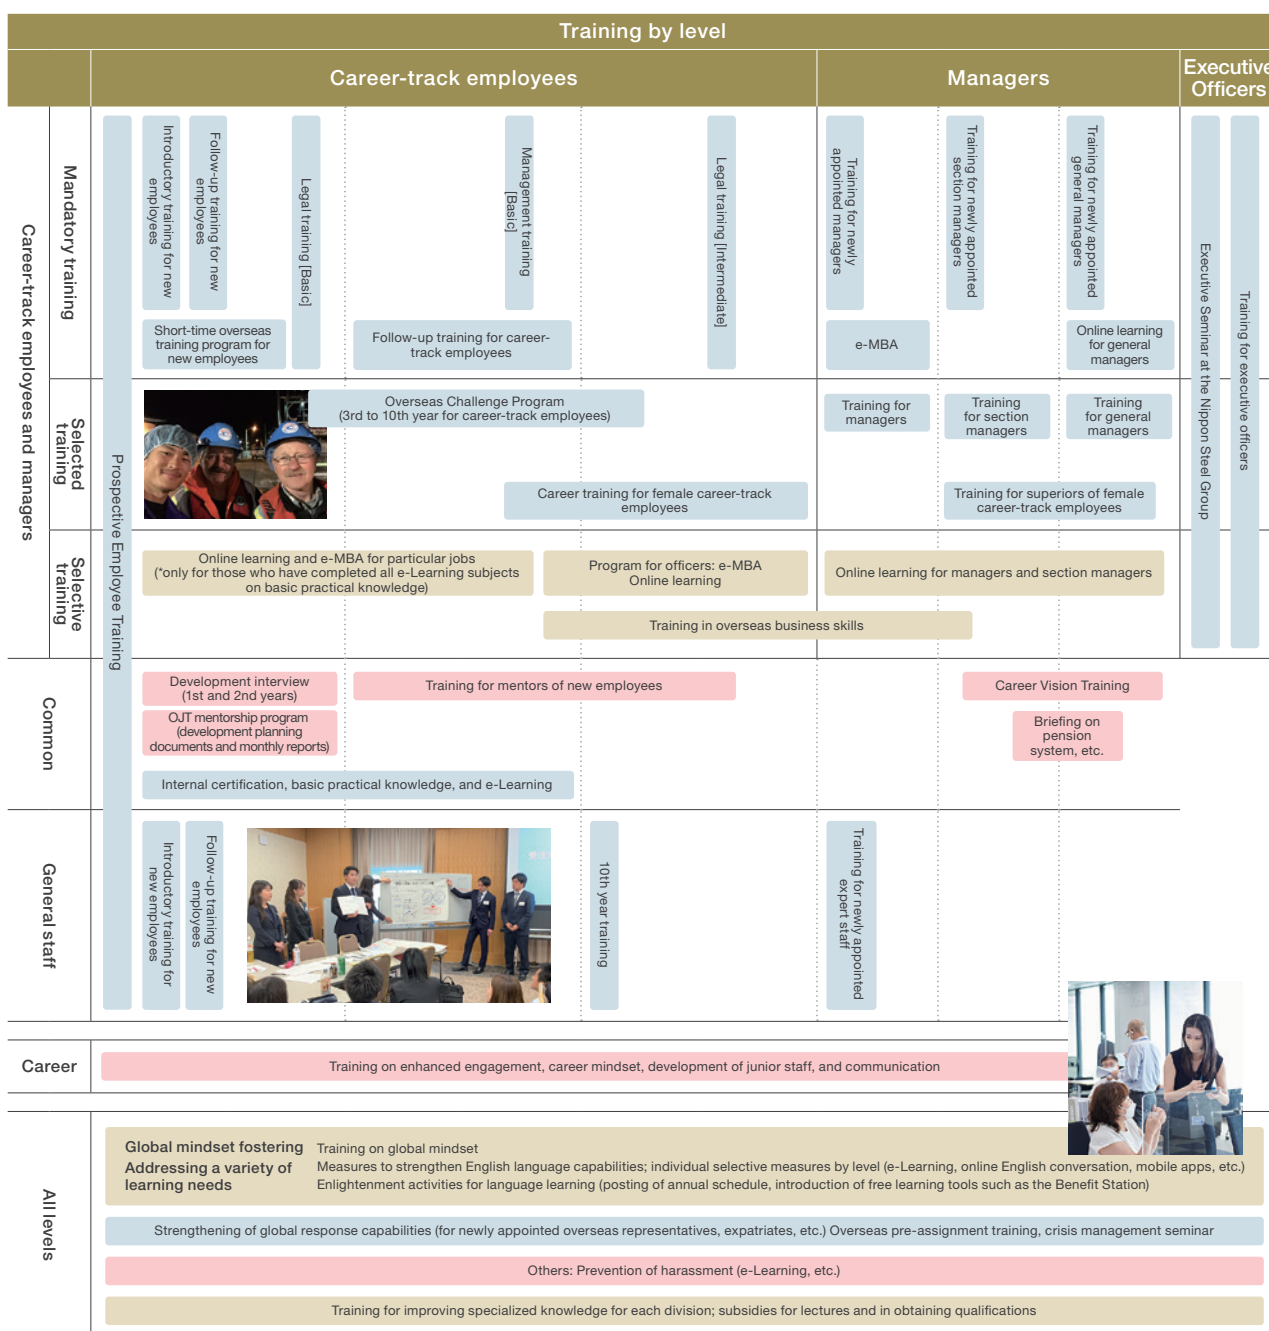 Training by level
Career-track employees
Managers
Executive
Officers
Career-track employees and managers
Mandatory training
Introductory training for new
employees
Follow-up training for new
employees
Legal training [Basic]
Management training
[Basic]
Legal training [Intermediate]
Training for newly
appointed managers
Training for newly appointed
section managers
Training for newly appointed
general managers
Short-time overseas
training program for
new employees
Follow-up training for career-
track employees
e-MBA
Online learning
for general
managers
Prospective Employee Training
Executive Seminar at the Nippon Steel Group
Training for executive officers
Selected
training
Overseas Challenge Program
(3rd to 10th year for career-track employees)
Training for
managers
Training
for section
managers
Training
for general
managers
Career training for female career-track
employees
Training for superiors of female
career-track employees
Selective
training
Online learning and e-MBA for particular jobs
(*only for those who have completed all e-Learning subjects
on basic practical knowledge)
Program for officers: e-MBA
Online learning
Online learning for managers and section managers
Training in overseas business skills
Common
Development interview
(1st and 2nd years)
Training for mentors of new employees
Career Vision Training
OJT mentorship program
(development planning
documents and monthly reports)
Briefing on
pension
system, etc.
Internal certification, basic practical knowledge, and e-Learning
General staff
Introductory training for
new employees
Follow-up training for new
employees
10th year training
Training for newly appointed
expert staff
Career
Training on enhanced engagement, career mindset, development of junior staff, and communication
All levels
Global mindset fostering
Training on global mindset
Addressing a variety of
learning needs
Measures to strengthen English language capabilities; individual selective measures by level (e-Learning, online English conversation, mobile apps, etc.)
Enlightenment activities for language learning (posting of annual schedule, introduction of free learning tools such as the Benefit Station)
Strengthening of global response capabilities (for newly appointed overseas representatives, expatriates, etc.) Overseas pre-assignment training, crisis management seminar
Others: Prevention of harassment (e-Learning, etc.)
Training for improving specialized knowledge for each division; subsidies for lectures and in obtaining qualifications